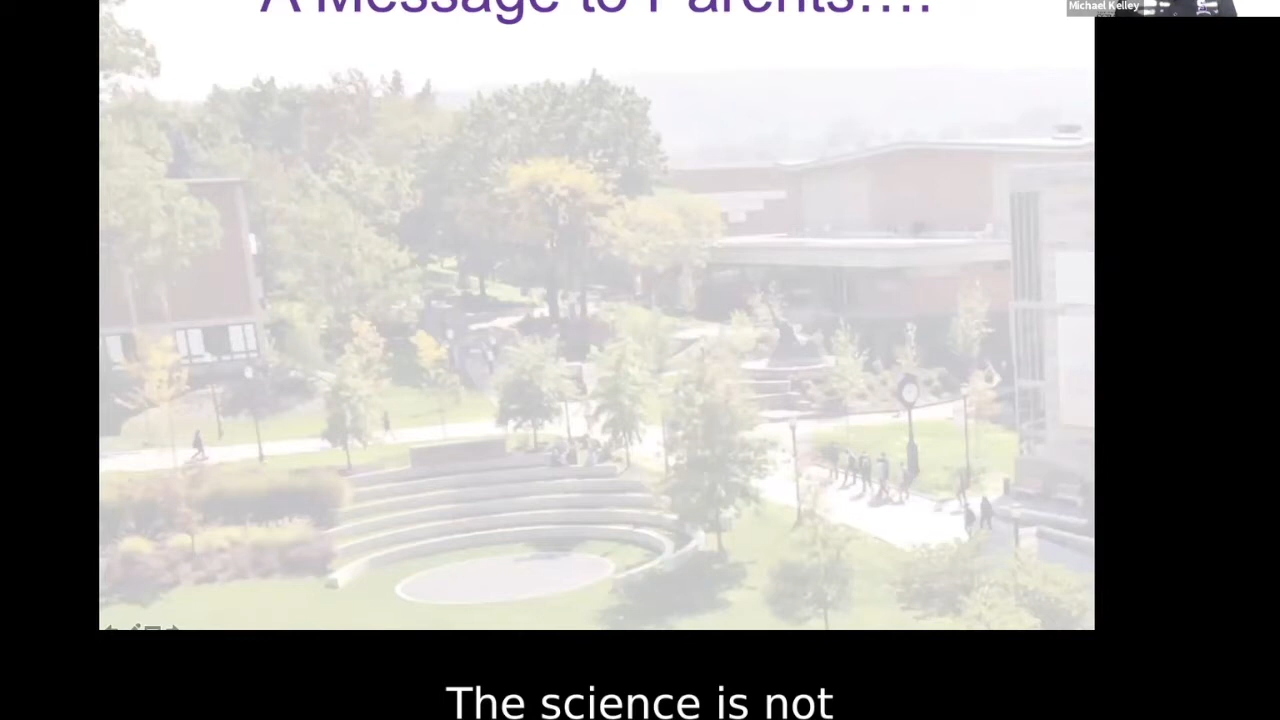 A Message to Parents....
Michael Kelley
The science is not